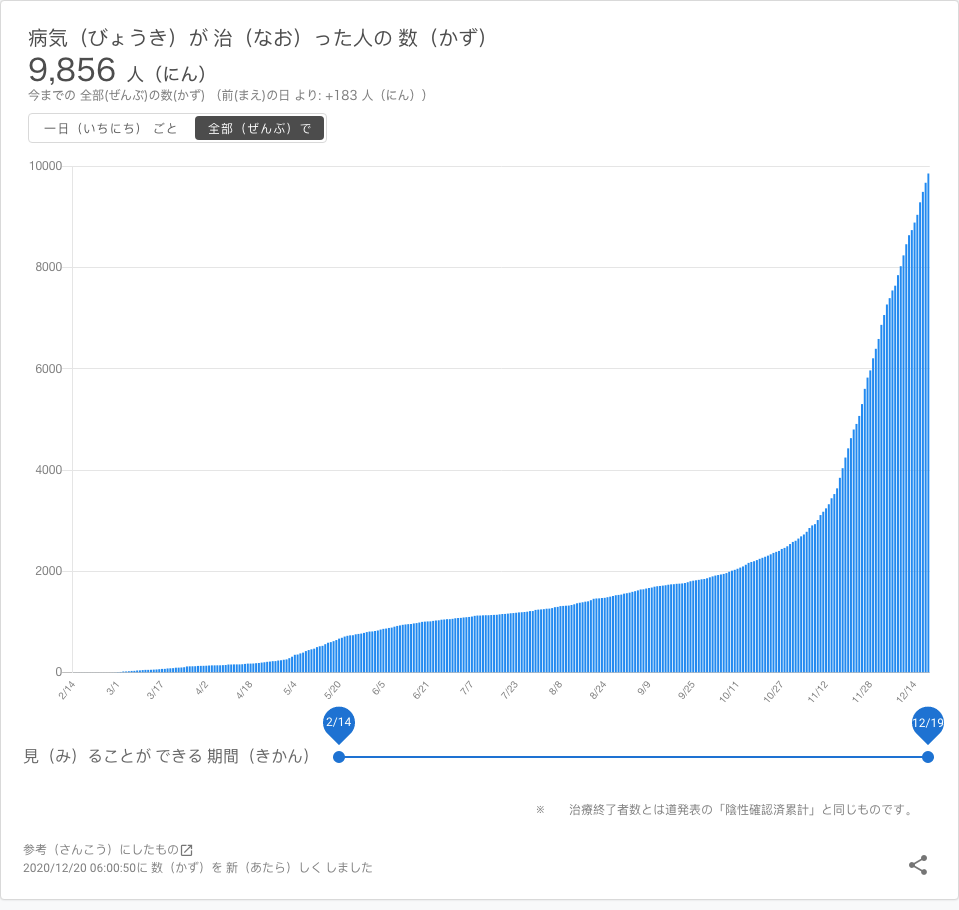 病気（びょうき）が 治（なお）った人の 数（かず）
9,856 人（にん）
今までの 全部(ぜんぶ)の数(かず) （前(まえ)の日 より: +183 人（にん））
一日（いちにち） ごと 全部（ぜんぶ）で
10000
8000
6000
4000
2000
0
2/14 3/1 3/17 4/2 4/18 5/4 5/20 6/5 6/21 7/7 7/23 8/8 8/24 9/9 9/25 10/11 10/27 11/12 11/28 12/14
2/14 12/19
見（み）ることが できる 期間（きかん）
※ 治療終了者数とは道発表の「陰性確認済累計」と同じものです。
参考（さんこう）にしたもの
2020/12/20 06:00:50に 数（かず）を 新（あたら）しく しました